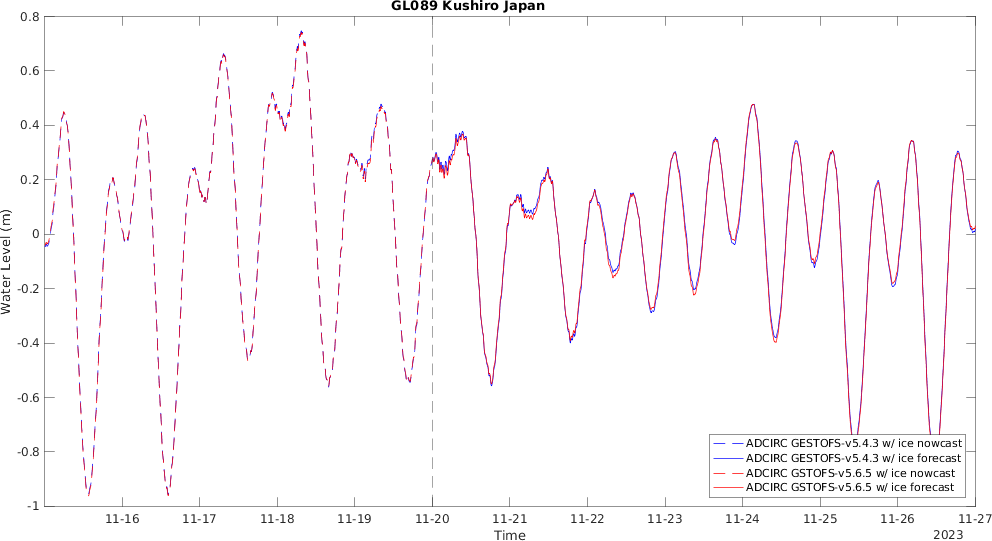 GL089 Kushiro Japan
0.8
0.6
0.4
0.2
0
-0.2
-0.4
-0.6
-0.8
-1
Water Level (m)
ADCIRC GESTOFS-v5.4.3 w/ ice nowcast
ADCIRC GESTOFS-v5.4.3 w/ ice forecast
ADCIRC GSTOFS-v5.6.5 w/ ice nowcast
ADCIRC GSTOFS-v5.6.5 w/ ice forecast
11-16 11-17 11-18 11-19 11-20 11-21 11-22 11-23 11-24 11-25 11-26 11-27
Time
2023